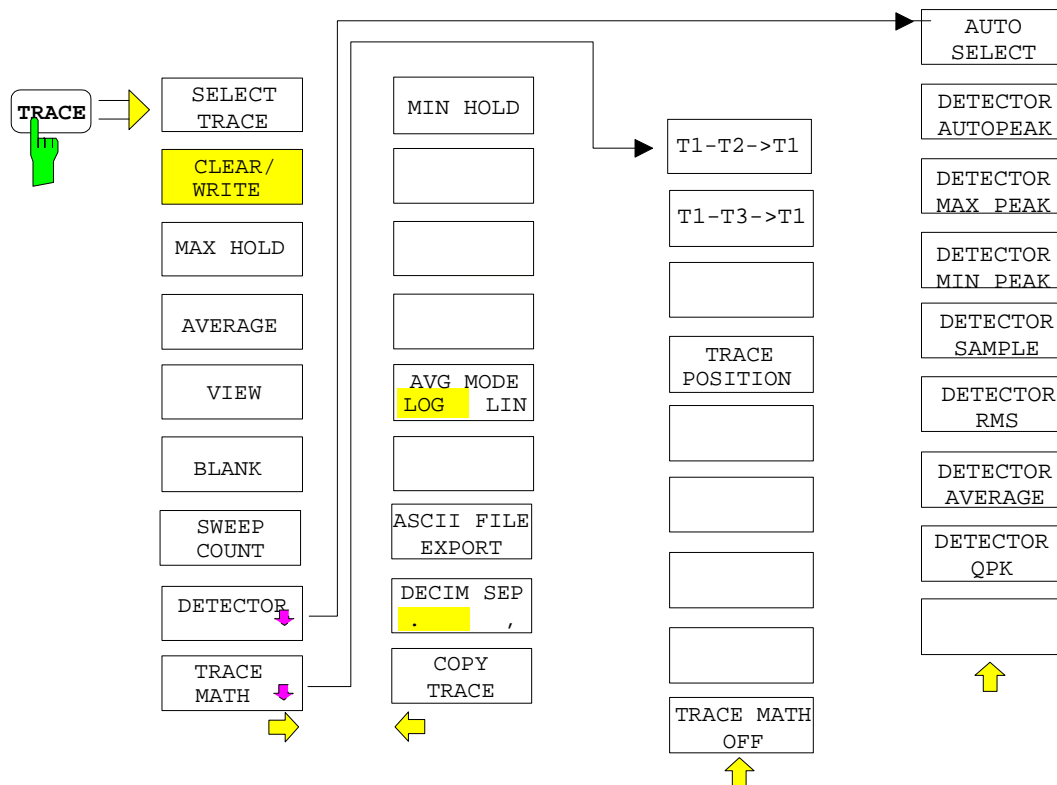 TRACE
SELECT
TRACE
CLEAR/
WRITE
MAX HOLD
AVERAGE
VIEW
BLANK
SWEEP
COUNT
DETECTOR
TRACE
MATH
MIN HOLD
AVG MODE
LOG LIN
ASCII FILE
EXPORT
DECIM SEP
. ,
COPY
TRACE
T1-T2->T1
T1-T3->T1
TRACE
POSITION
TRACE MATH
OFF
AUTO
SELECT
DETECTOR
AUTOPEAK
DETECTOR
MAX PEAK
DETECTOR
MIN PEAK
DETECTOR
SAMPLE
DETECTOR
RMS
DETECTOR
AVERAGE
DETECTOR
QPK